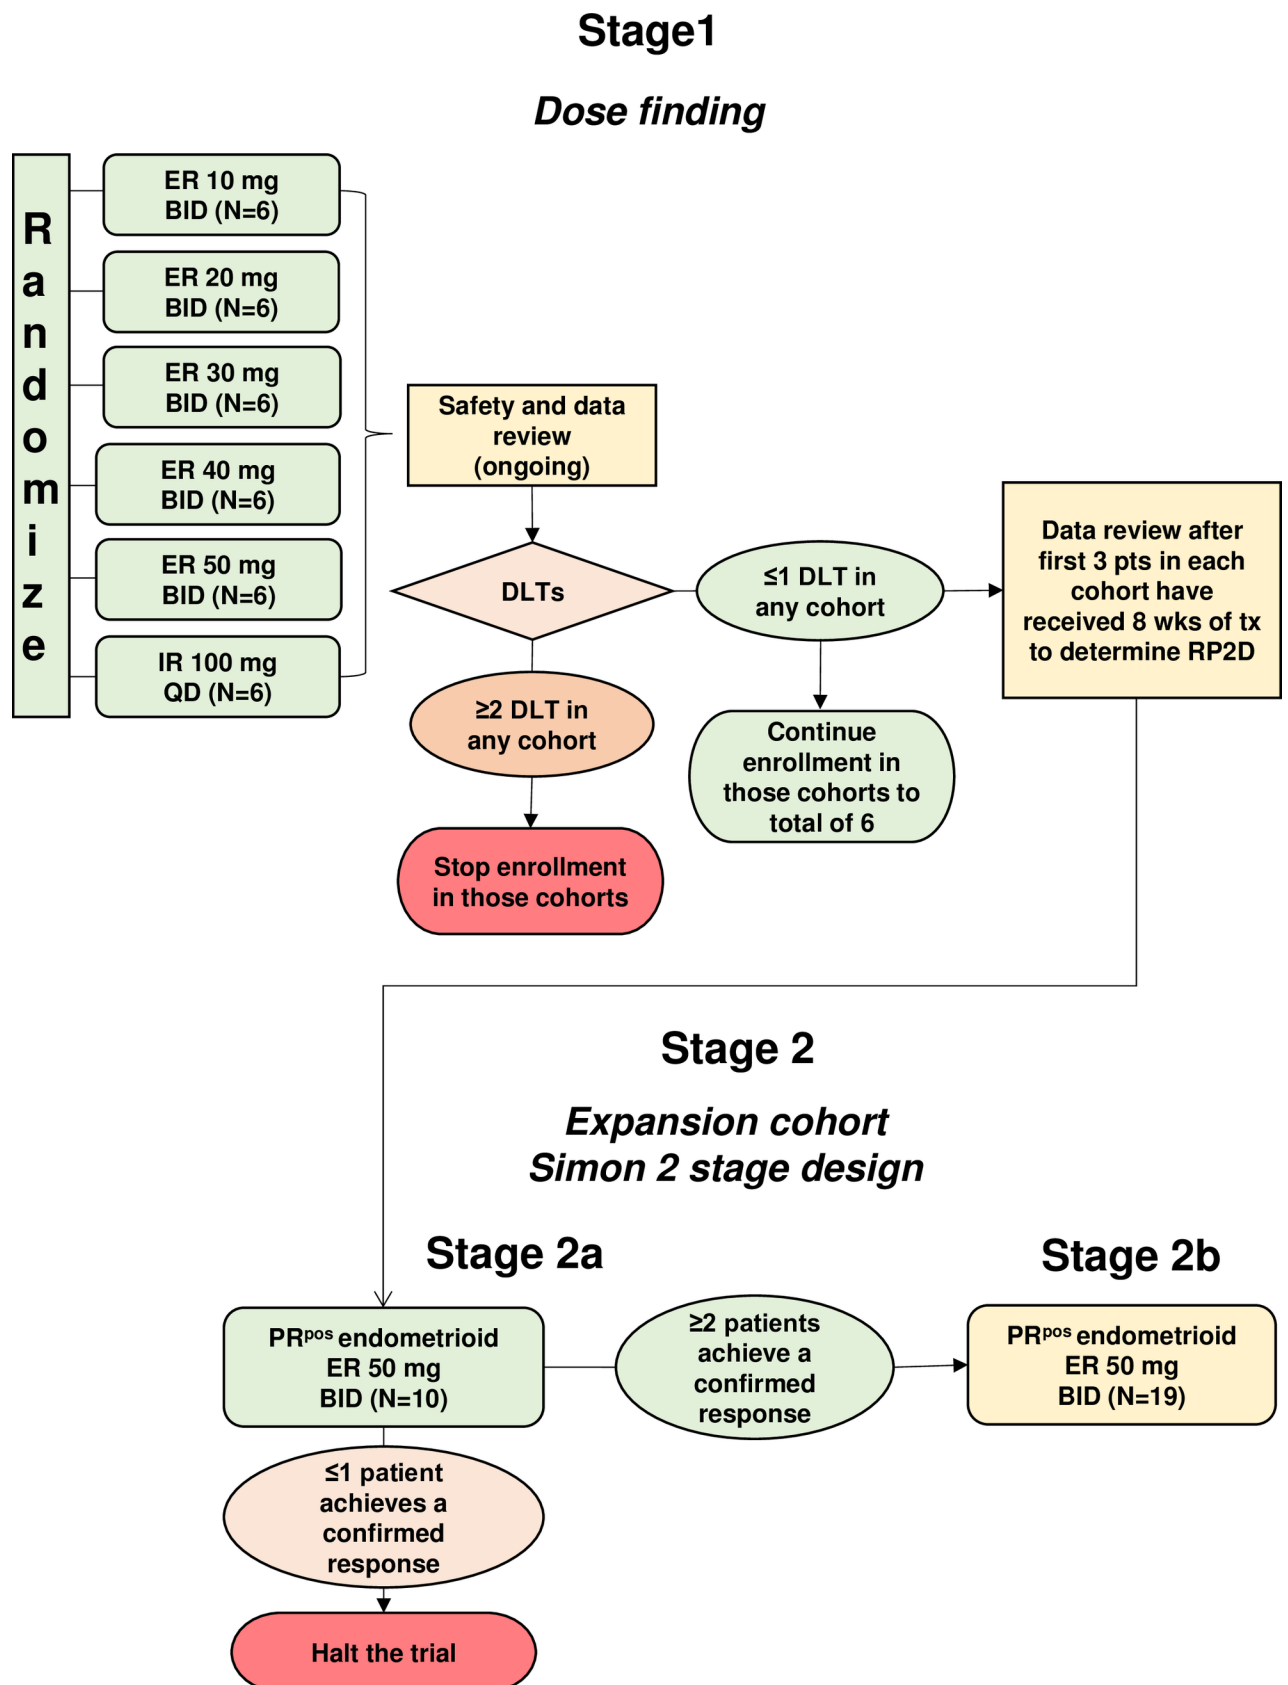 Stage1
Dose finding
Randomize
ER 10 mg
BID (N=6)
ER 20 mg
BID (N=6)
ER 30 mg
BID (N=6)
ER 40 mg
BID (N=6)
ER 50 mg
BID (N=6)
IR 100 mg
QD (N=6)
Safety and data
review
(ongoing)
DLTs
≤1 DLT in
any cohort
Data review after
first 3 pts in each
cohort have
received 8 wks of tx
to determine RP2D
≥2 DLT in
any cohort
Continue
enrollment in
those cohorts to
total of 6
Stop enrollment
in those cohorts
Stage 2
Expansion cohort
Simon 2 stage design
Stage 2a
Stage 2b
PRpos endometrioid
ER 50 mg
BID (N=10)
≥2 patients
achieve a
confirmed
response
PRpos endometrioid
ER 50 mg
BID (N=19)
≤1 patient
achieves a
confirmed
response
Halt the trial